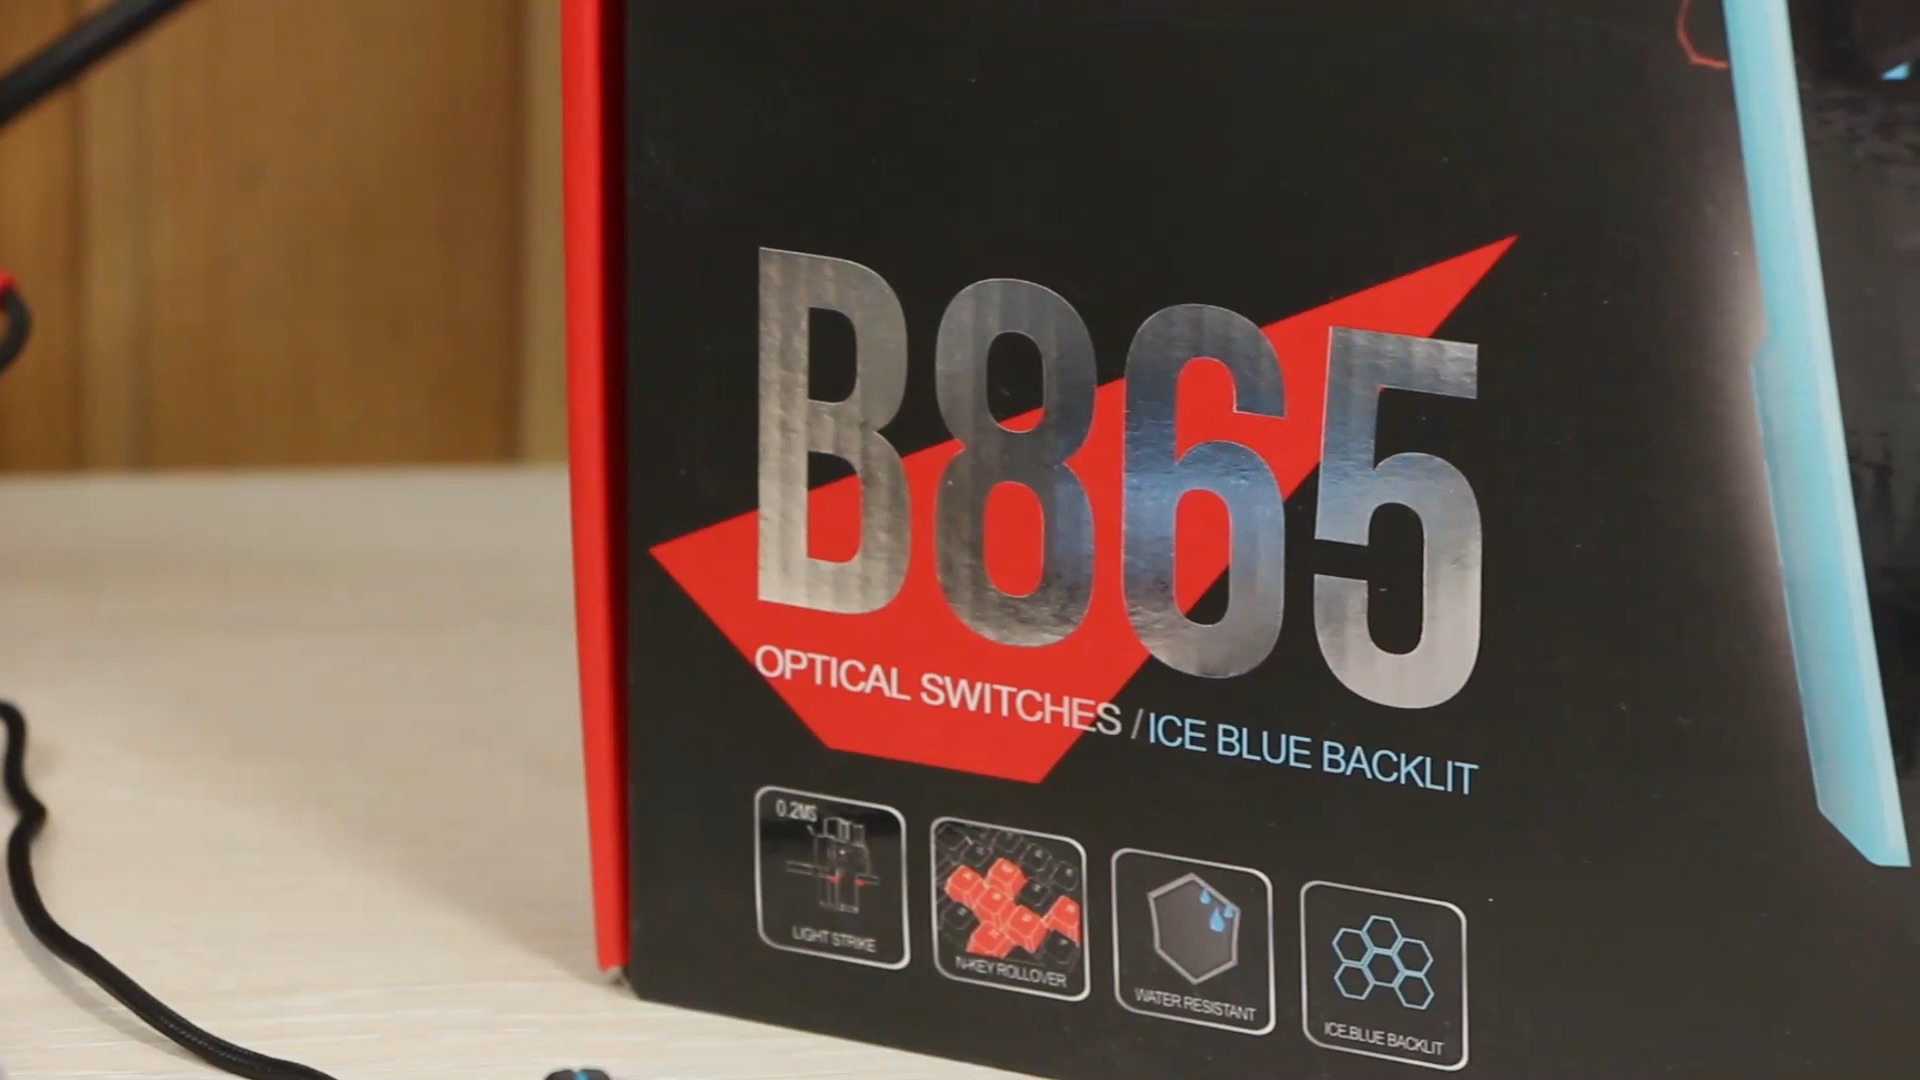 B865
OPTICAL SWITCHES / ICE BLUE BACKLIT
0.2MS
LIGHT STRIKE
N-KEY ROLLOVER
WATER RESISTANT
ICE BLUE BACKLIT